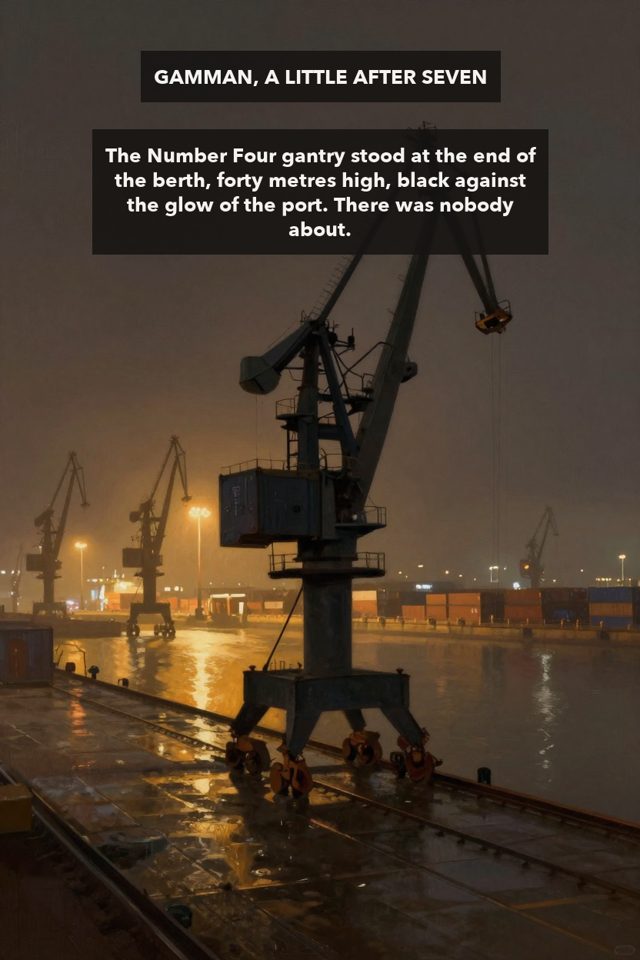 GAMMAN, A LITTLE AFTER SEVEN
The Number Four gantry stood at the end of
the berth, forty metres high, black against
the glow of the port. There was nobody
about.